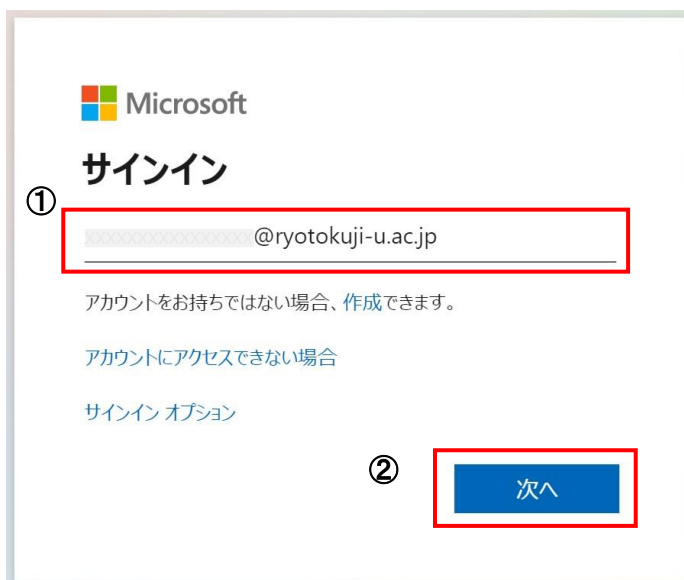 Microsoft
サインイン
①
xxxxxxxxxxxxxxxx@ryotokuji-u.ac.jp
アカウントをお持ちではない場合、作成できます。
アカウントにアクセスできない場合
サインイン オプション
②
次へ